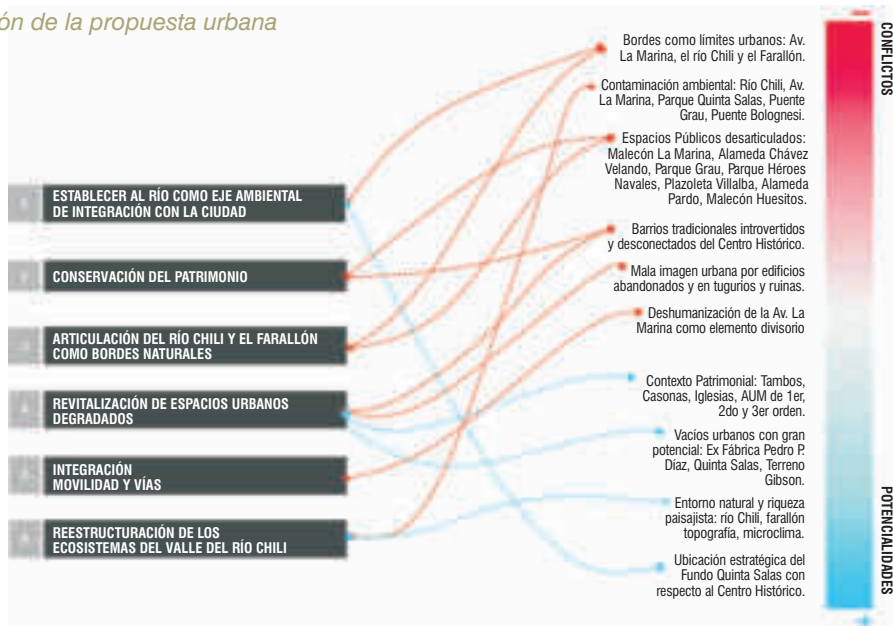 ón de la propuesta urbana
ESTABLECER AL RÍO COMO EJE AMBIENTAL
DE INTEGRACIÓN CON LA CIUDAD
CONSERVACIÓN DEL PATRIMONIO
ARTICULACIÓN DEL RÍO CHILI Y EL FARALLÓN
COMO BORDES NATURALES
REVITALIZACIÓN DE ESPACIOS URBANOS
DEGRADADOS
INTEGRACIÓN
MOVILIDAD Y VÍAS
REESTRUCTURACIÓN DE LOS
ECOSISTEMAS DEL VALLE DEL RÍO CHILI
Bordes como límites urbanos: Av.
La Marina, el río Chili y el Farallón.
Contaminación ambiental: Río Chili, Av.
La Marina, Parque Quinta Salas, Puente
Grau, Puente Bolognesi.
Espacios Públicos desarticulados:
Malecón La Marina, Alameda Chávez
Velando, Parque Grau, Parque Héroes
Navales, Plazoleta Villalba, Alameda
Pardo, Malecón Huesitos.
Barrios tradicionales introvertidos
y desconectados del Centro Histórico.
Mala imagen urbana por edificios
abandonados y en tugurios y ruinas.
Deshumanización de la Av. La
Marina como elemento divisorio
Contexto Patrimonial: Tambos,
Casonas, Iglesias, AUM de 1er,
2do y 3er orden.
Vacíos urbanos con gran
potencial: Ex Fábrica Pedro P.
Díaz, Quinta Salas, Terreno
Gibson.
Entorno natural y riqueza
paisajista: río Chili, farallón
topografía, microclima.
Ubicación estratégica del
Fundo Quinta Salas con
respecto al Centro Histórico.
CONFLICTOS
POTENCIALIDADES